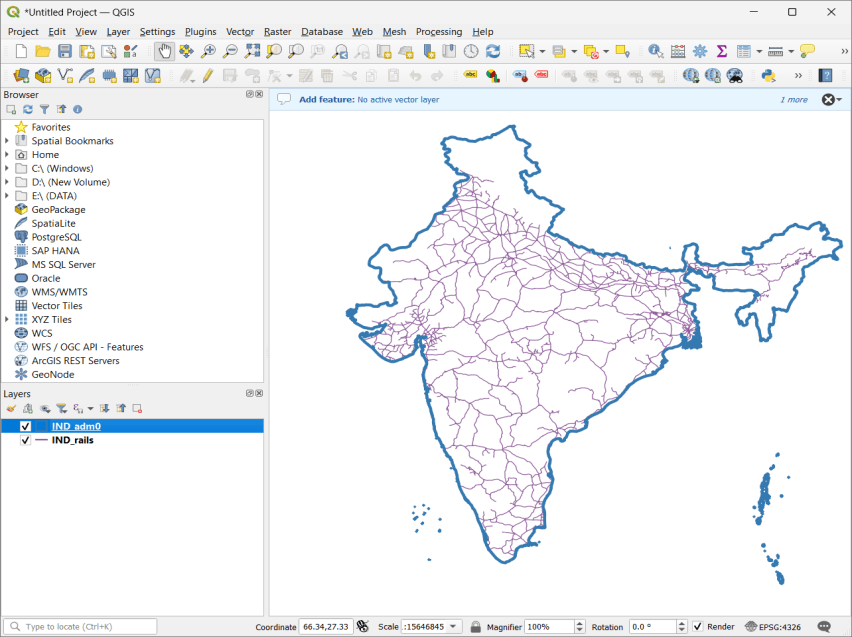 *Untitled Project — QGIS
Project Edit View Layer Settings Plugins Vector Raster Database Web Mesh Processing Help
Browser
Add feature: No active vector layer
1 more
Favorites
Spatial Bookmarks
Home
C:\ (Windows)
D:\ (New Volume)
E:\ (DATA)
GeoPackage
SpatiaLite
PostgreSQL
SAP HANA
MS SQL Server
Oracle
WMS/WMTS
Vector Tiles
XYZ Tiles
WCS
WFS / OGC API - Features
ArcGIS REST Servers
GeoNode
Layers
IND_adm0
IND_rails
Type to locate (Ctrl+K)
Coordinate 66.34,27.33 Scale :15646845 Magnifier 100% Rotation 0.0 ° Render EPSG:4326